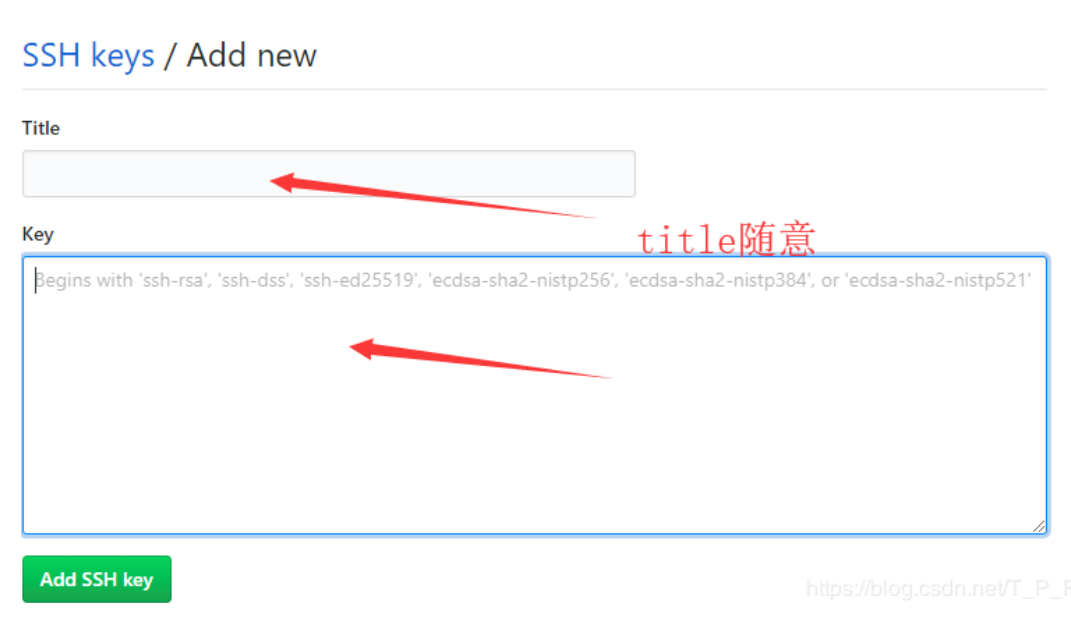 SSH keys / Add new
Title
title随意
Key
Begins with 'ssh-rsa', 'ssh-dss', 'ssh-ed25519', 'ecdsa-sha2-nistp256', 'ecdsa-sha2-nistp384', or 'ecdsa-sha2-nistp521'
Add SSH key
https://blog.csdn.net/T_P_F